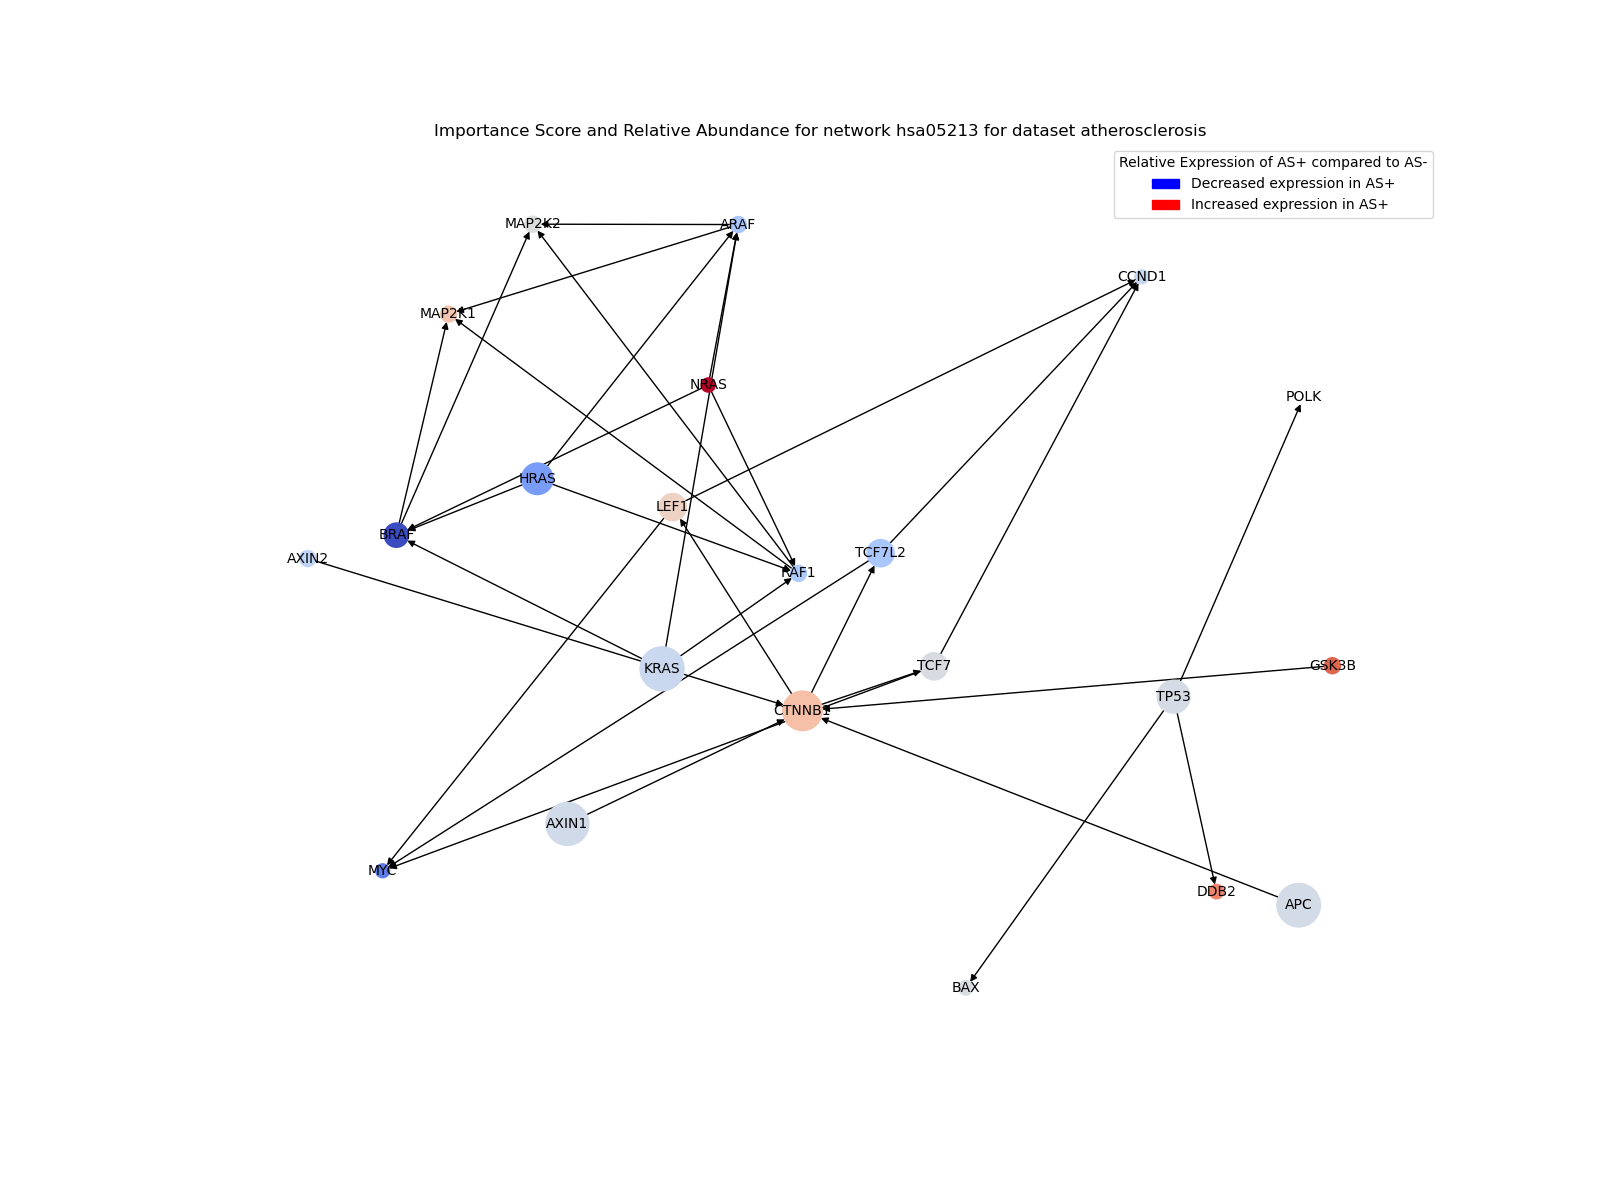 Importance Score and Relative Abundance for network hsa05213 for dataset atherosclerosis
Relative Expression of AS+ compared to AS-
Decreased expression in AS+
Increased expression in AS+
MAP2K2
ARAF
CCND1
MAP2K1
NRAS
POLK
HRAS
LEF1
BRAF
AXIN2
TCF7L2
RAF1
KRAS
TCF7
GSK3B
TP53
CTNNB1
AXIN1
MYC
DDB2
APC
BAX